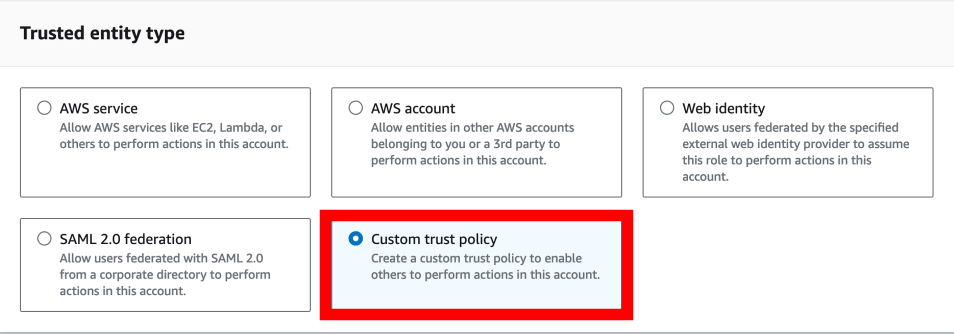 Trusted entity type
AWS service
Allow AWS services like EC2, Lambda, or
others to perform actions in this account.
AWS account
Allow entities in other AWS accounts
belonging to you or a 3rd party to
perform actions in this account.
Web identity
Allows users federated by the specified
external web identity provider to assume
this role to perform actions in this
account.
SAML 2.0 federation
Allow users federated with SAML 2.0
from a corporate directory to perform
actions in this account.
Custom trust policy
Create a custom trust policy to enable
others to perform actions in this account.